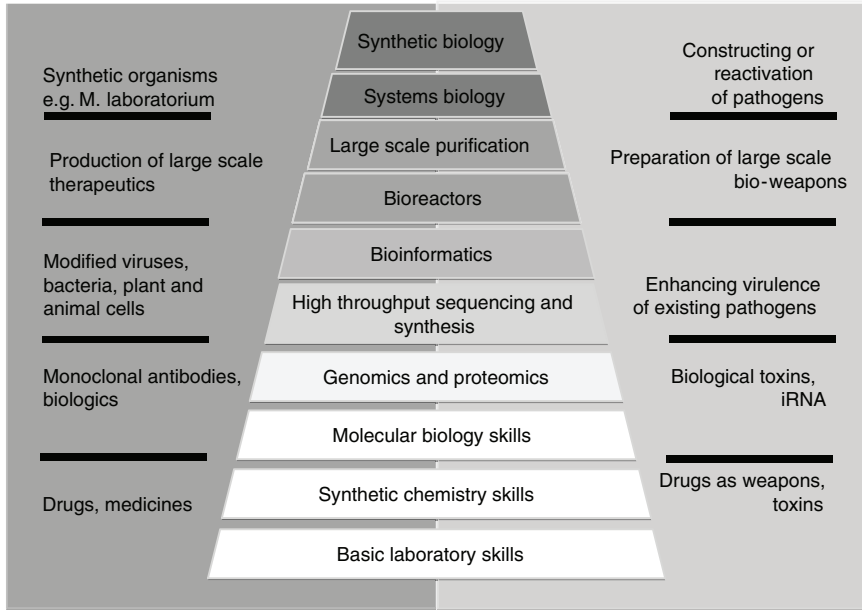 Synthetic biology
Systems biology
Large scale purification
Bioreactors
Bioinformatics
High throughput sequencing and
synthesis
Genomics and proteomics
Molecular biology skills
Synthetic chemistry skills
Basic laboratory skills
Synthetic organisms
e.g. M. laboratorium
Production of large scale
therapeutics
Modified viruses,
bacteria, plant and
animal cells
Monoclonal antibodies,
biologics
Drugs, medicines
Constructing or
reactivation
of pathogens
Preparation of large scale
bio-weapons
Enhancing virulence
of existing pathogens
Biological toxins,
iRNA
Drugs as weapons,
toxins